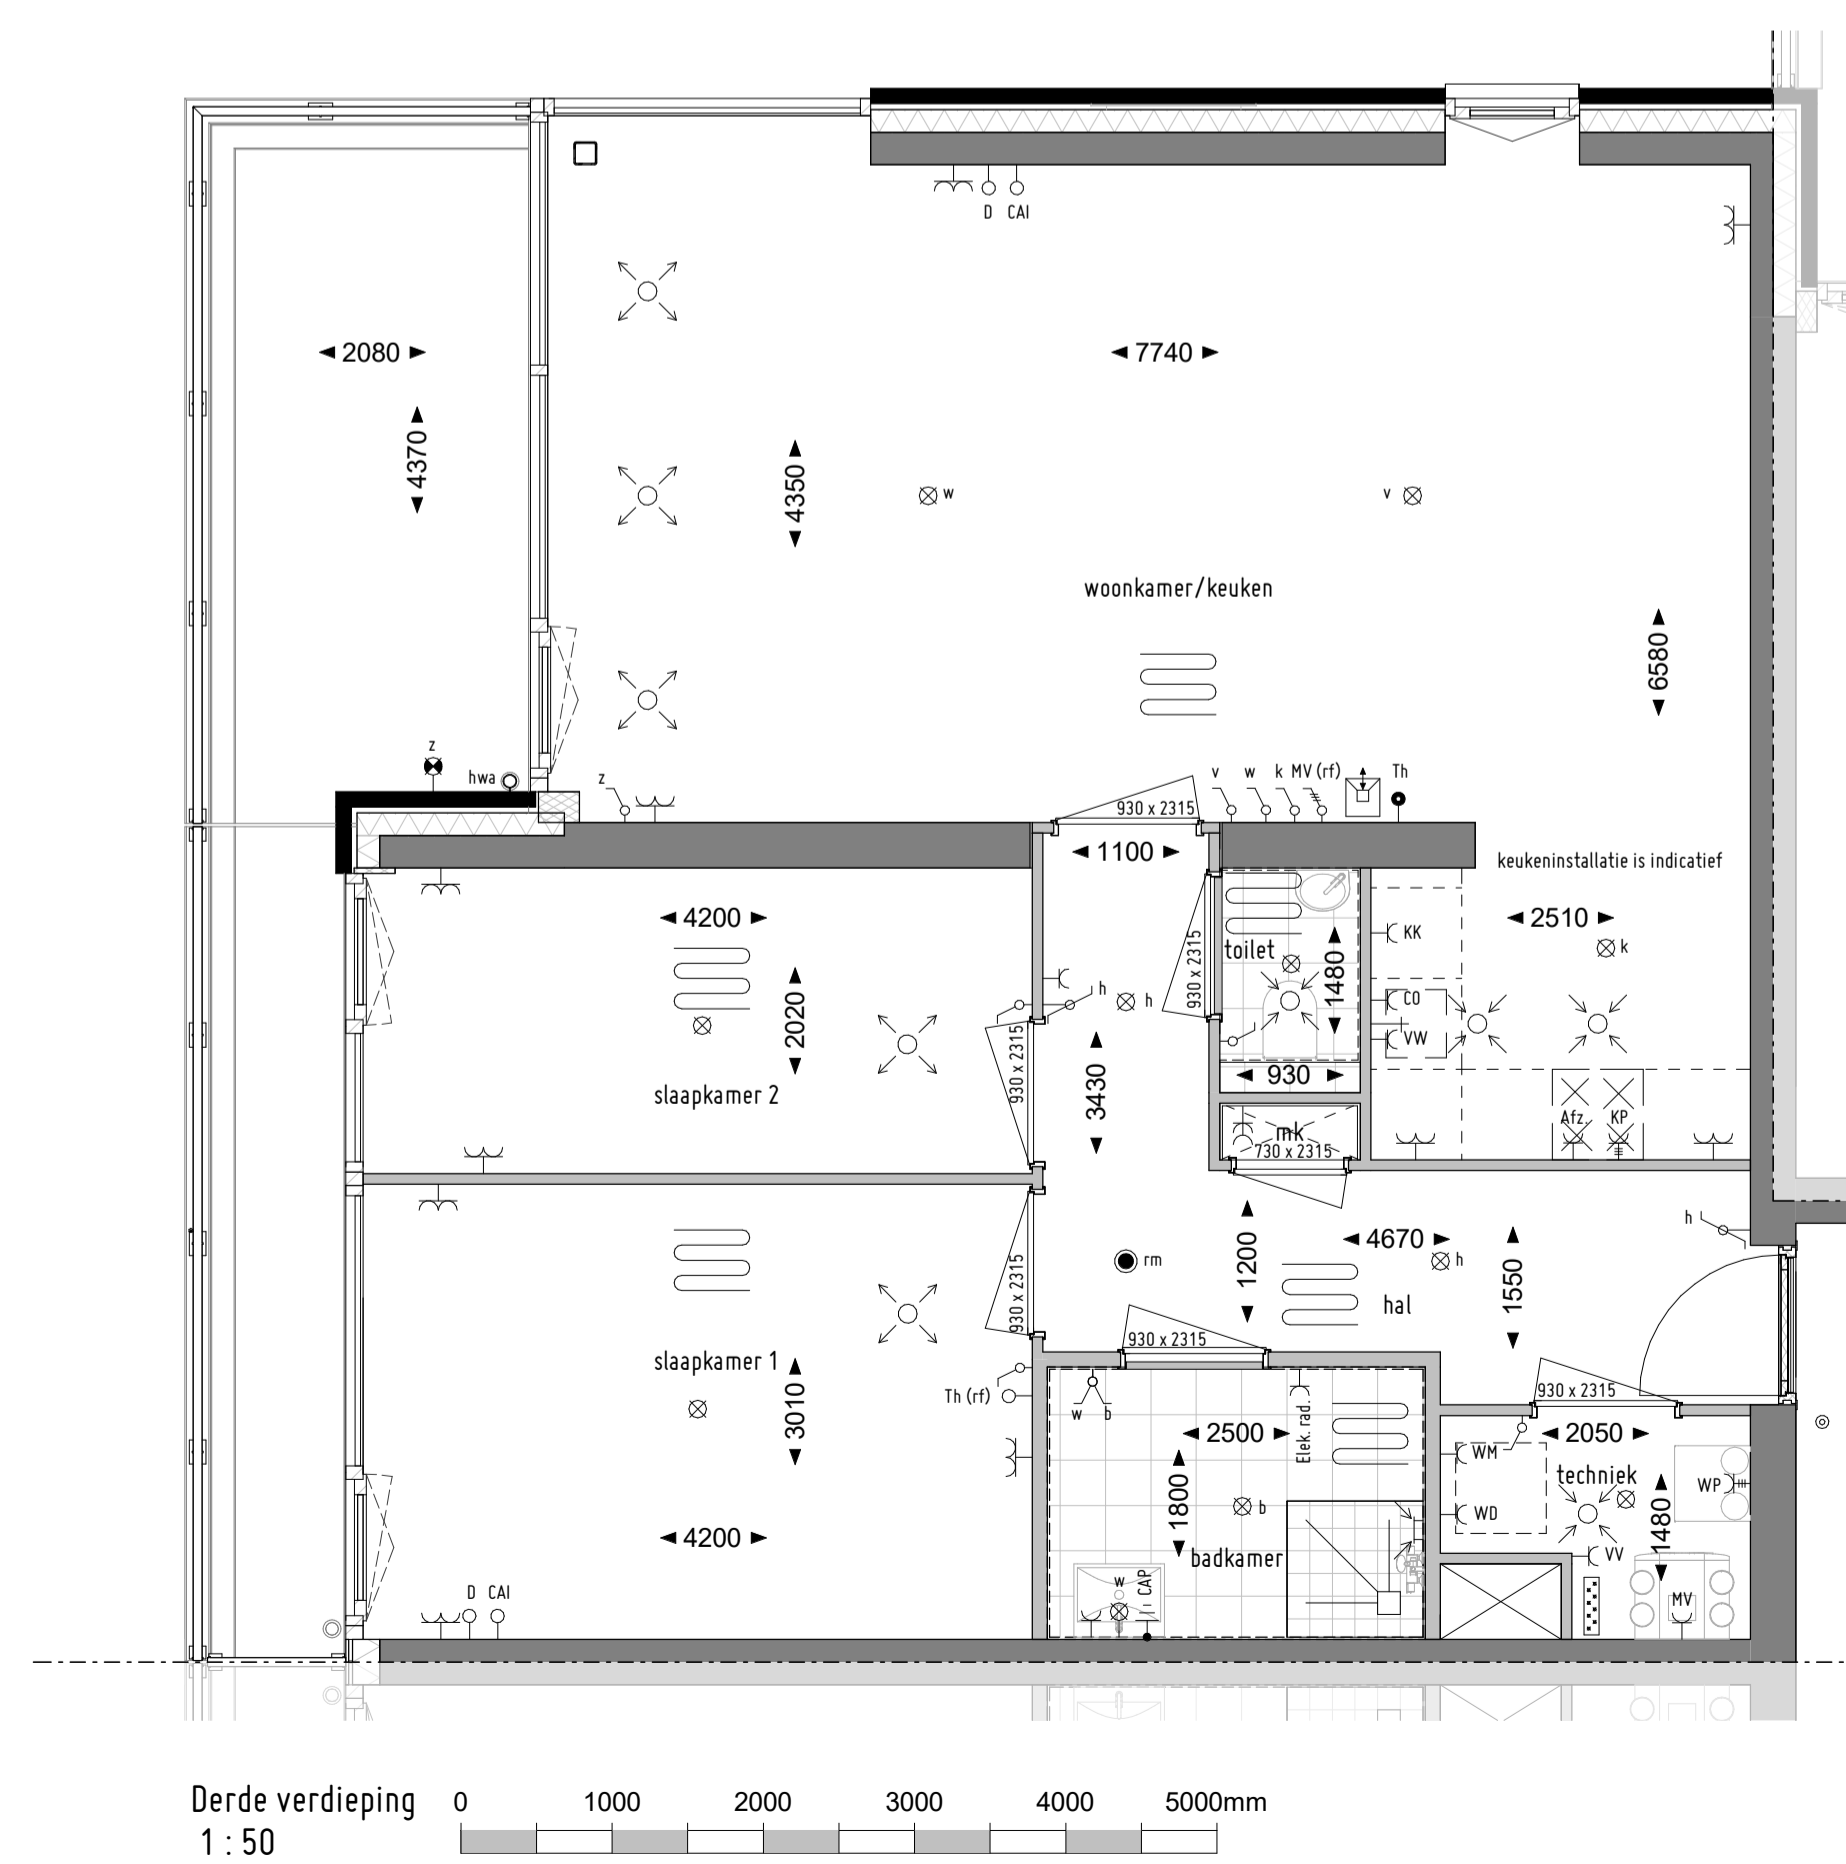 D CAI
2080
7740
4370
4350
w
v
woonkamer/keuken
6580
z
hwa
z
v w k MV (rf) Th
930 x 2315
1100
keukeninstallatie is indicatief
4200
2510
KK
k
toilet
930 x 2315
1480
2020
h
h
CO
VW
930 x 2315
slaapkamer 2
3430
930
Afz. KP
mk
730 x 2315
h
1200
4670
h
rm
930 x 2315
1550
hal
930 x 2315
slaapkamer 1
3010
Th (rf)
930 x 2315
w b
2500
Elek. rad.
2050
WM
techniek
WP
1800
b
WD
1480
4200
badkamer
VV
D CAI
w
CAP
MV
Derde verdieping
1 : 50
0 1000 2000 3000 4000 5000mm